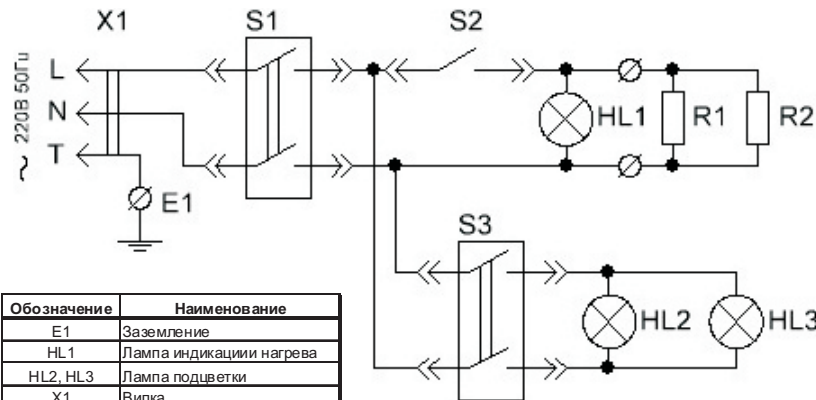 X1
S1
S2
~ 220В 50Гц
L
N
T
E1
HL1
R1
R2
S3
HL2
HL3
Обозначение Наименование
E1 Заземление
HL1 Лампа индикациии нагрева
HL2, HL3 Лампа подцветки
X1 Вилка